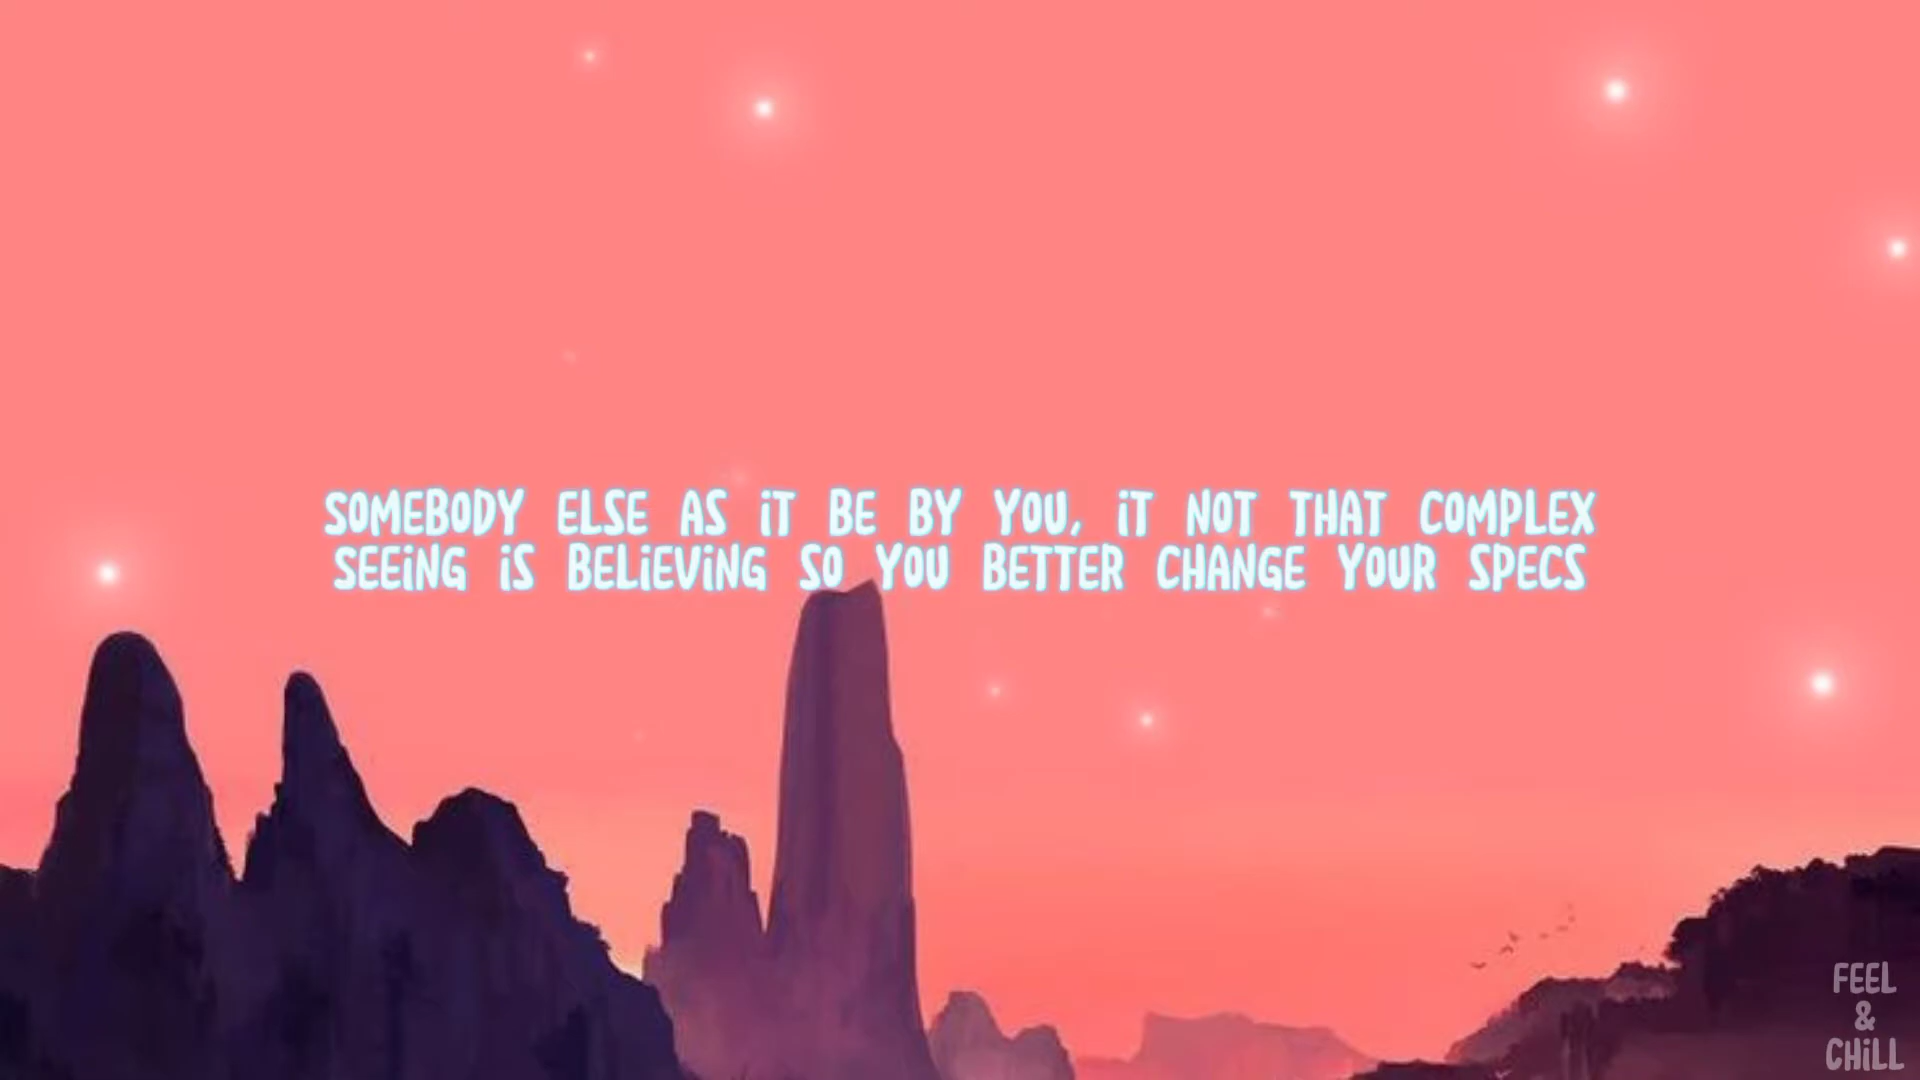 SOMEBODY ELSE AS iT BE BY YOU, iT NOT THAT COMPLEX
SEEiNG iS BELiEViNG SO YOU BETTER CHANGE YOUR SPECS
FEEL
&
CHiLL